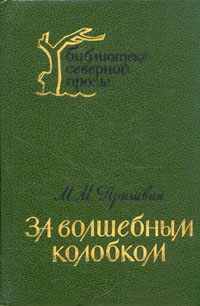 библиотека
северной
прозы
М. М. Пришвин
За волшебным
колобком